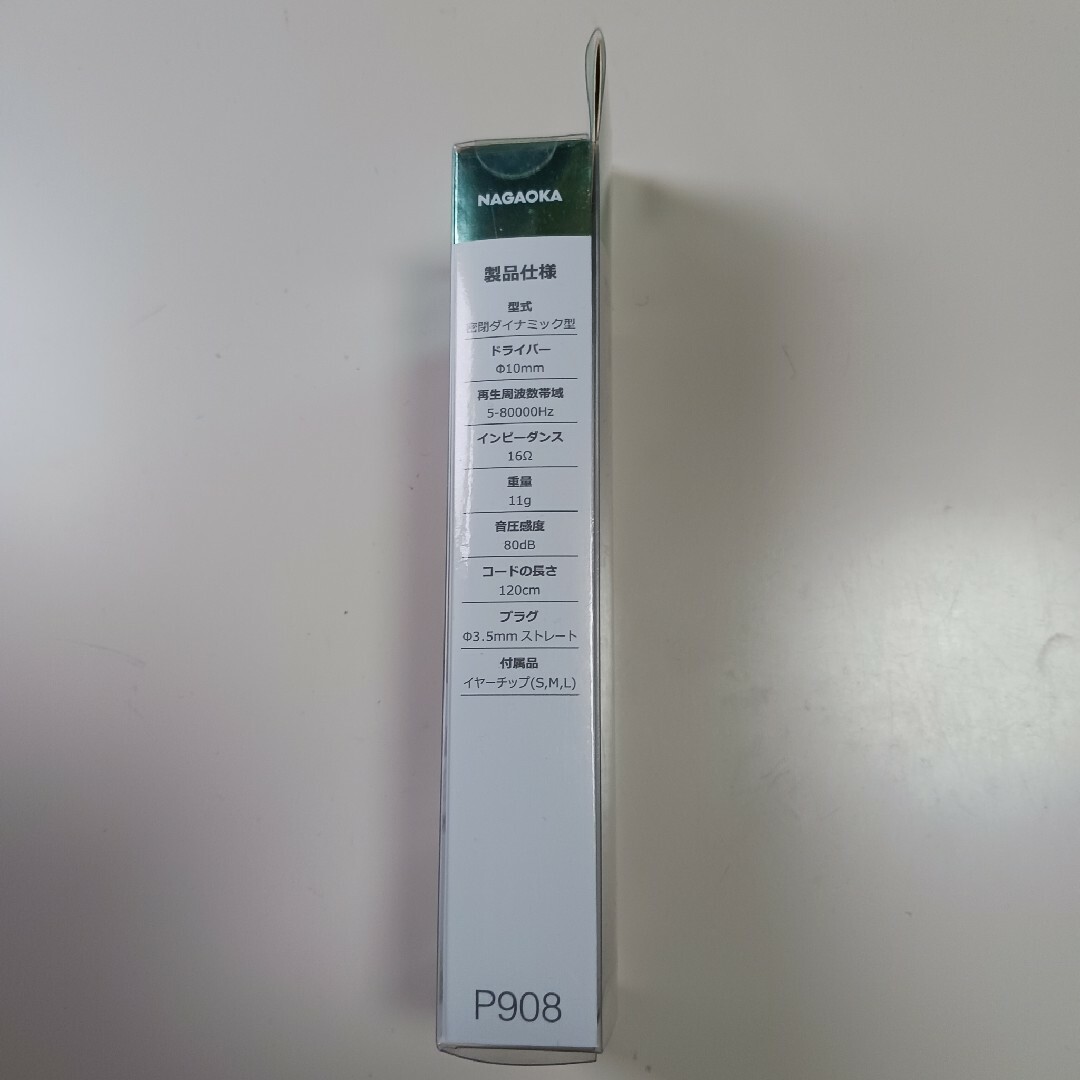 NAGAOKA
製品仕様
型式
密閉ダイナミック型
ドライバー
Φ10mm
再生周波数帯域
5-80000Hz
インピーダンス
16Ω
重量
11g
音圧感度
80dB
コードの長さ
120cm
プラグ
Φ3.5mm ストレート
付属品
イヤーチップ(S,M,L)
P908